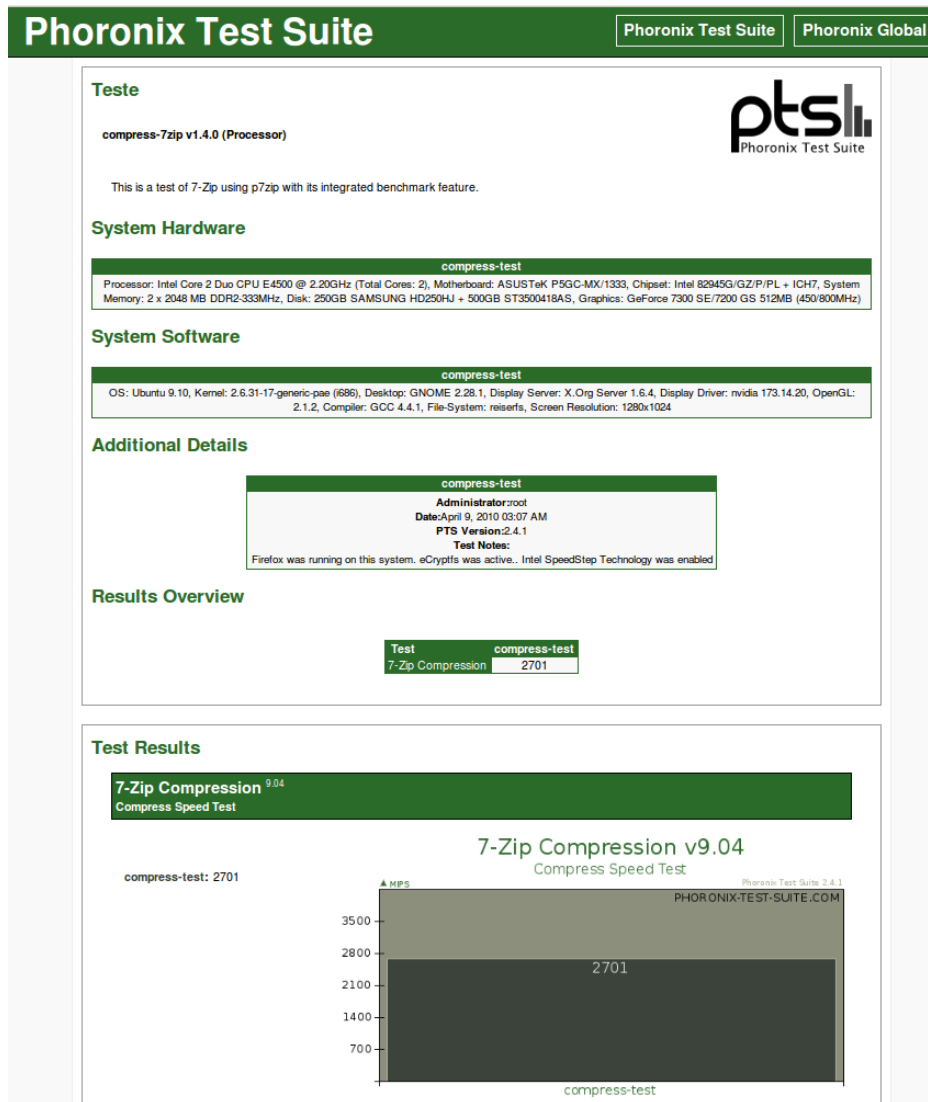 Phoronix Test Suite
Phoronix Test Suite
Phoronix Global
Teste
pts
Phoronix Test Suite
compress-7zip v1.4.0 (Processor)
This is a test of 7-Zip using p7zip with its integrated benchmark feature.
System Hardware
compress-test
Processor: Intel Core 2 Duo CPU E4500 @ 2.20GHz (Total Cores: 2), Motherboard: ASUSTeK P5GC-MX/1333, Chipset: Intel 82945G/GZ/P/PL + ICH7, System
Memory: 2 x 2048 MB DDR2-333MHz, Disk: 250GB SAMSUNG HD250HJ + 500GB ST3500418AS, Graphics: GeForce 7300 SE/7200 GS 512MB (450/800MHz)
System Software
compress-test
OS: Ubuntu 9.10, Kernel: 2.6.31-17-generic-pae (i686), Desktop: GNOME 2.28.1, Display Server: X.Org Server 1.6.4, Display Driver: nvidia 173.14.20, OpenGL:
2.1.2, Compiler: GCC 4.4.1, File-System: reiserfs, Screen Resolution: 1280x1024
Additional Details
compress-test
Administrator:root
Date:April 9, 2010 03:07 AM
PTS Version:2.4.1
Test Notes:
Firefox was running on this system. eCryptfs was active.. Intel SpeedStep Technology was enabled
Results Overview
Test compress-test
7-Zip Compression 2701
Test Results
7-Zip Compression 9.04
Compress Speed Test
compress-test: 2701
7-Zip Compression v9.04
Compress Speed Test
▲ MIPS
Phoronix Test Suite 2.4.1
PHORONIX-TEST-SUITE.COM
3500
2800
2701
2100
1400
700
compress-test